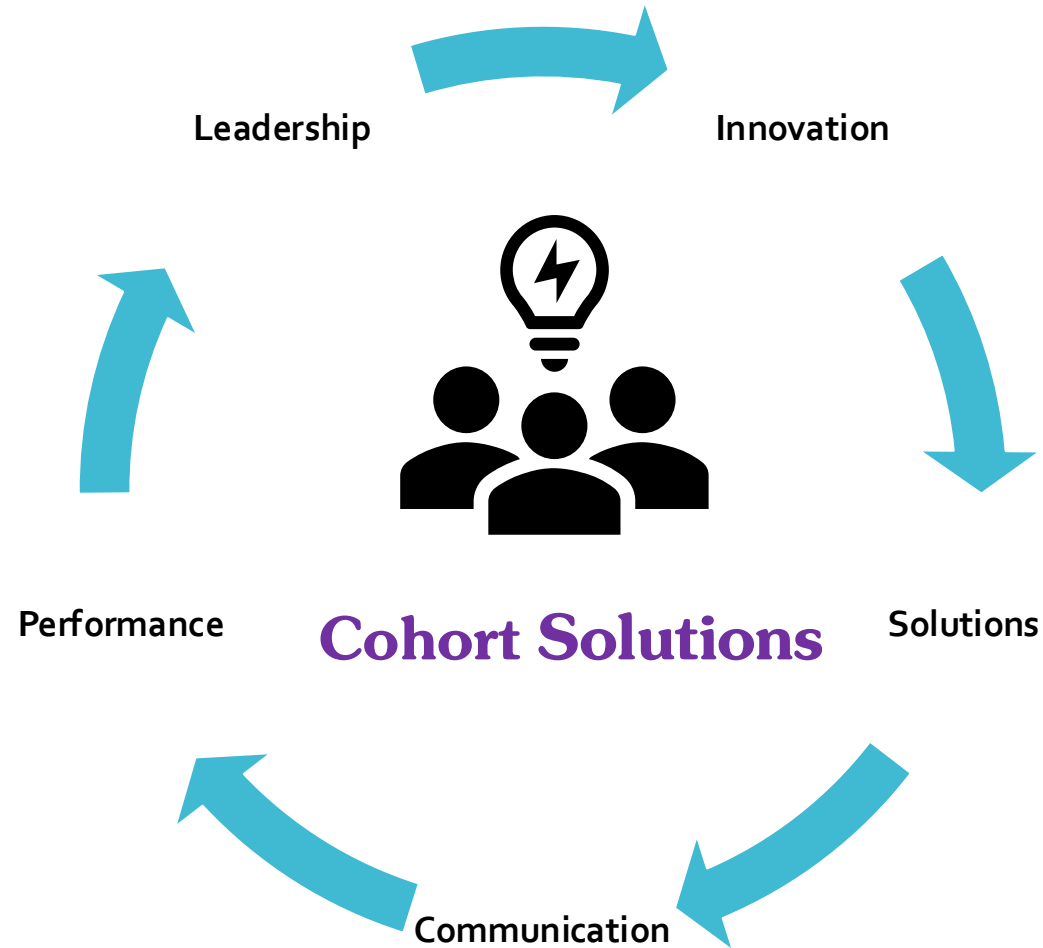 Leadership
Innovation
Performance
Cohort Solutions
Solutions
Communication